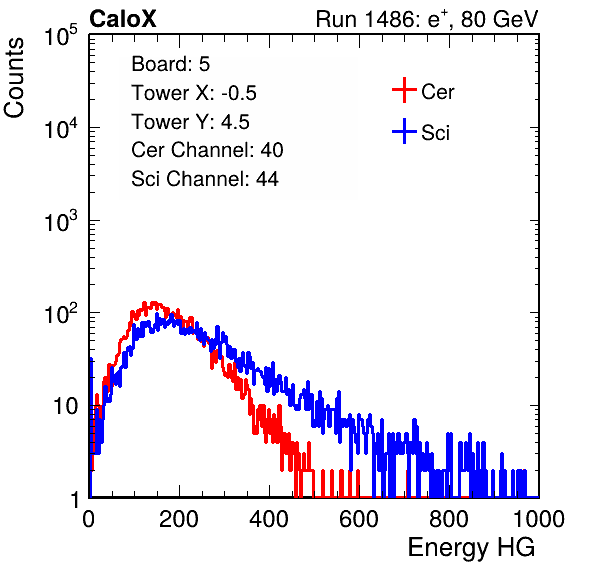 CaloX Run 1486: e⁺, 80 GeV
Counts
10⁵
10⁴
10³
10²
10
1
Board: 5
Tower X: -0.5
Tower Y: 4.5
Cer Channel: 40
Sci Channel: 44
Cer
Sci
0 200 400 600 800 1000
Energy HG